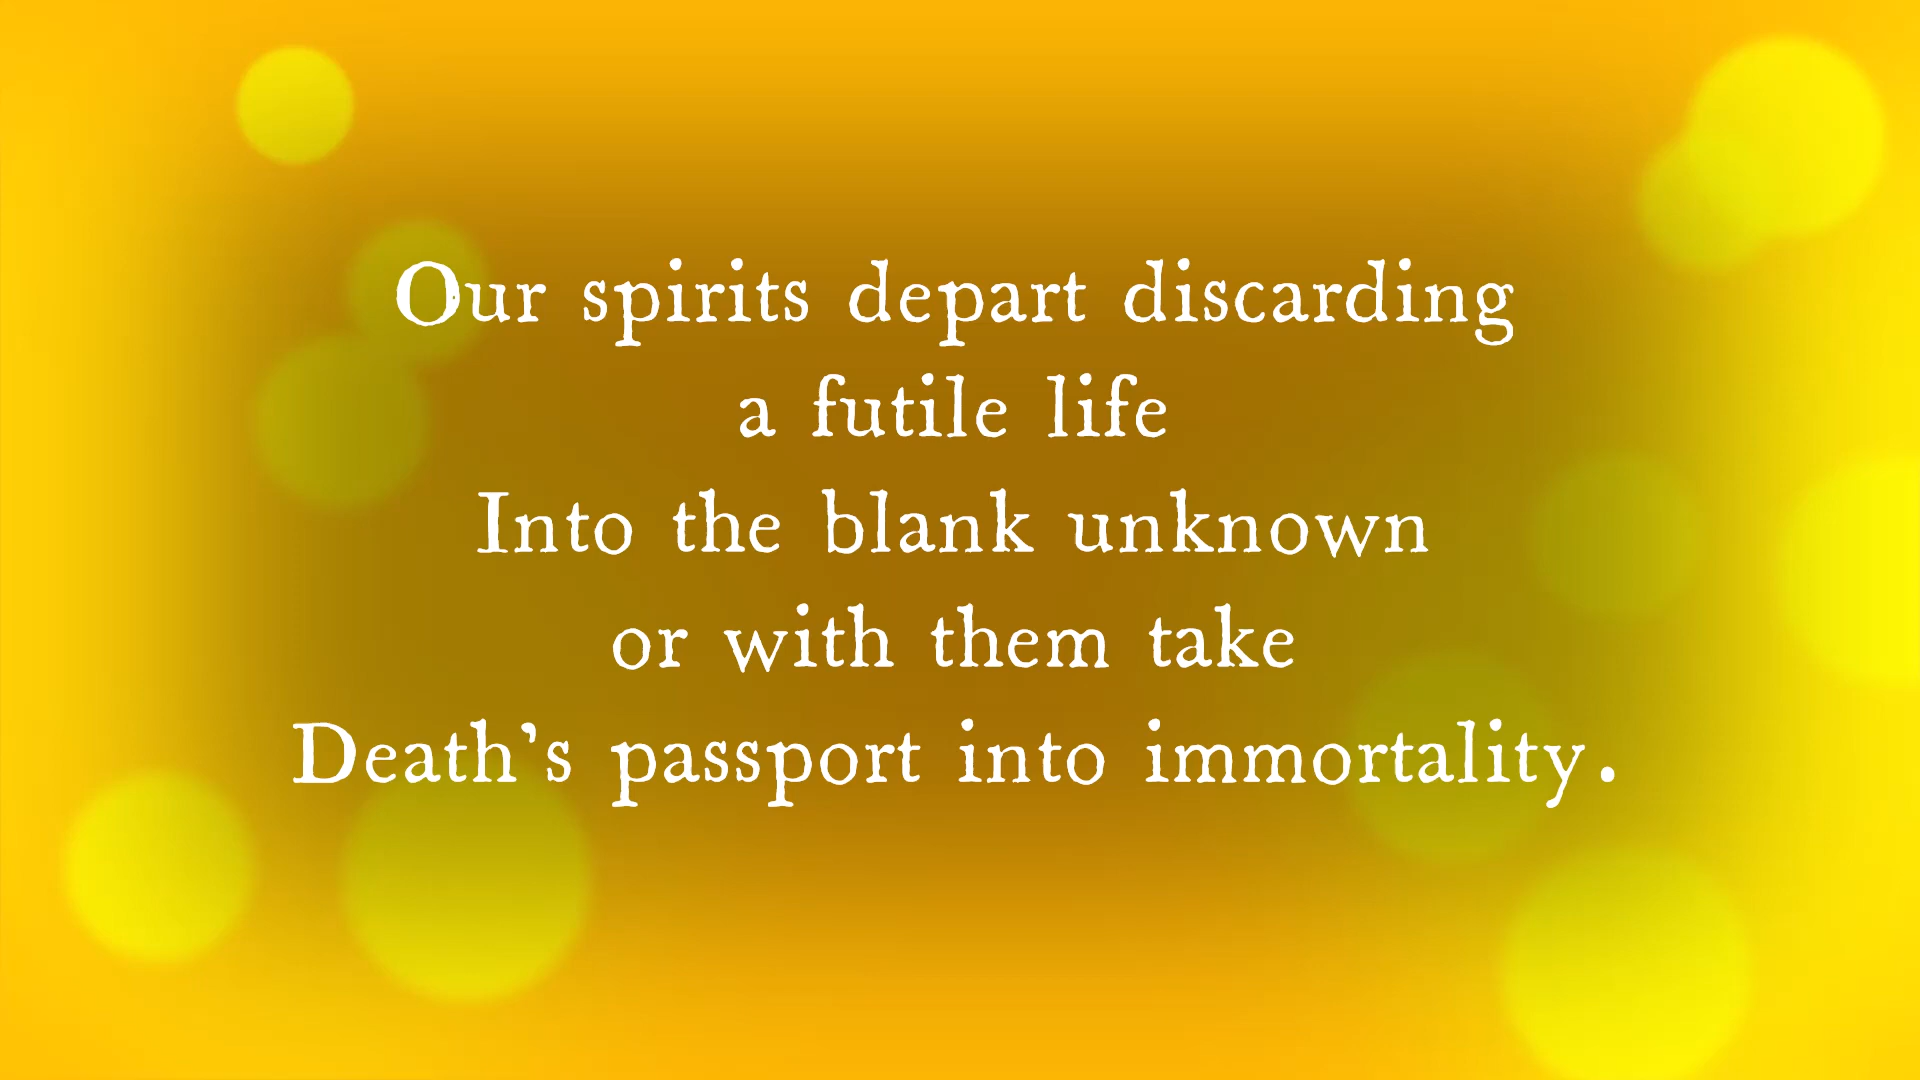 Our spirits depart discarding
a futile life
Into the blank unknown
or with them take
Death’s passport into immortality.